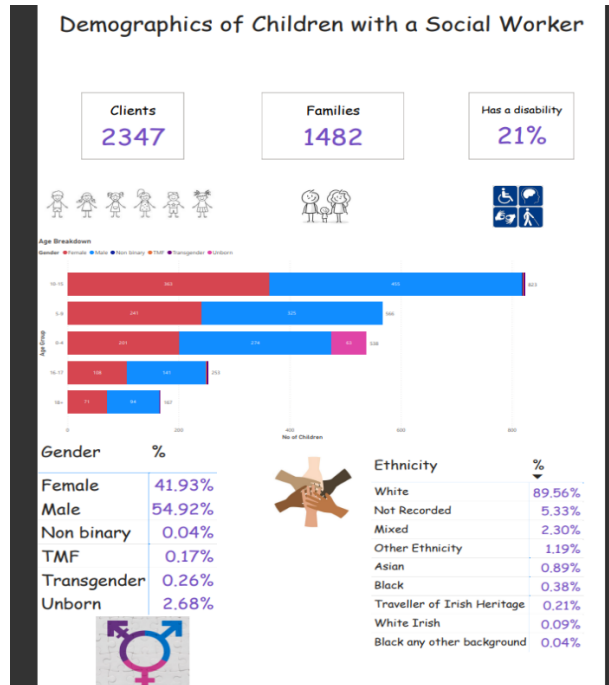 Demographics of Children with a Social Worker
Clients
2347
Families
1482
Has a disability
21%
Age Breakdown
Gender Female Male Non binary TMF Transgender Unborn
10-15 363 823
5-9 241 325 566
0-4 201 63 536
16-17 108 141 253
18+ 71 94 167
Age Group
0 200 400 600 800
No of Children
Gender %
Female 41.93%
Male 54.92%
Non binary 0.04%
TMF 0.17%
Transgender 0.26%
Unborn 2.68%
Ethnicity %
White 89.56%
Not Recorded 5.33%
Mixed 2.30%
Other Ethnicity 1.19%
Asian 0.89%
Black 0.38%
Traveller of Irish Heritage 0.21%
White Irish 0.09%
Black any other background 0.04%